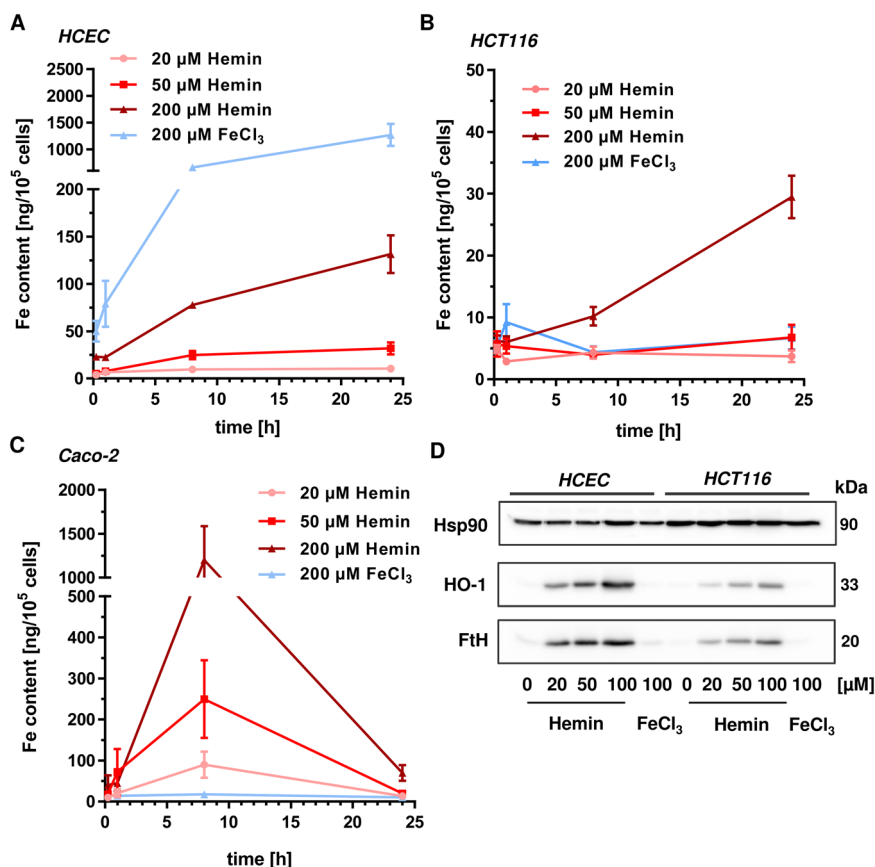 A
HCEC
20 µM Hemin
50 µM Hemin
200 µM Hemin
200 µM FeCl3
Fe content [ng/10^5 cells]
2500
2000
1500
1000
200
150
100
50
0
0 5 10 15 20 25
time [h]
B
HCT116
20 µM Hemin
50 µM Hemin
200 µM Hemin
200 µM FeCl3
Fe content [ng/10^5 cells]
50
40
30
20
10
0
0 5 10 15 20 25
time [h]
C
Caco-2
20 µM Hemin
50 µM Hemin
200 µM Hemin
200 µM FeCl3
Fe content [ng/10^5 cells]
2000
1500
1000
500
400
300
200
100
0
0 5 10 15 20 25
time [h]
D
HCEC HCT116 kDa
Hsp90 90
HO-1 33
FtH 20
0 20 50 100 100 0 20 50 100 100 [µM]
Hemin FeCl3 Hemin FeCl3